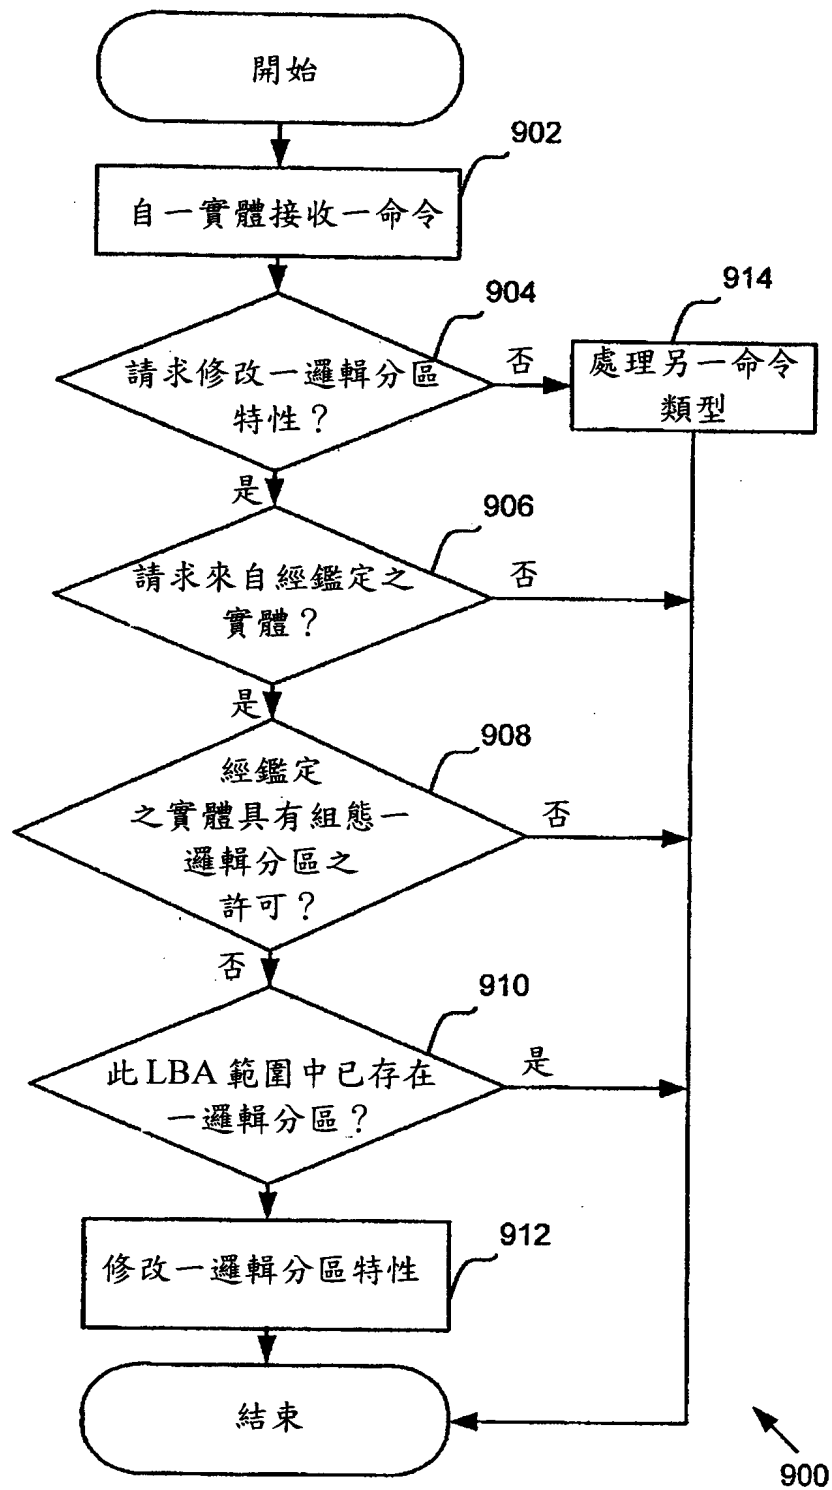 開始
902
自一實體接收一命令
904
914
請求修改一邏輯分區
特性？
否
處理另一命令
類型
是
906
請求來自經鑑定之
實體？
否
是
908
經鑑定
之實體具有組態一
邏輯分區之
許可？
否
否
910
此LBA範圍中已存在
一邏輯分區？
是
912
修改一邏輯分區特性
結束
900